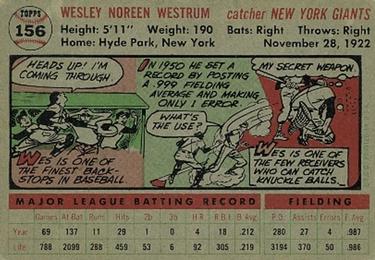 TOPPS
156
WESLEY NOREEN WESTRUM catcher NEW YORK GIANTS
Height: 5'11" Weight: 190 Bats: Right Throws: Right
Home: Hyde Park, New York November 28, 1922
HEADS UP! I'M
COMING THROUGH.
WES IS ONE OF
THE FINEST BACK-
STOPS IN BASEBALL
IN 1950 HE SET A
RECORD BY POSTING
A .999 FIELDING
AVERAGE AND MAKING
ONLY 1 ERROR.
WHAT'S
THE USE?
MY SECRET WEAPON
WES IS ONE OF
THE FEW RECEIVERS
WHO CAN CATCH
KNUCKLE BALLS.
MAJOR LEAGUE BATTING RECORD FIELDING
Games At Bat Runs Hits 2b 3b H.R. R.B.I. B.Avg. P.O. Assists Errors F.Avg.
Year 69 137 11 29 1 0 4 18 .212 280 27 4 .987
Life 788 2099 288 459 53 6 92 305 .219 3194 370 50 .986